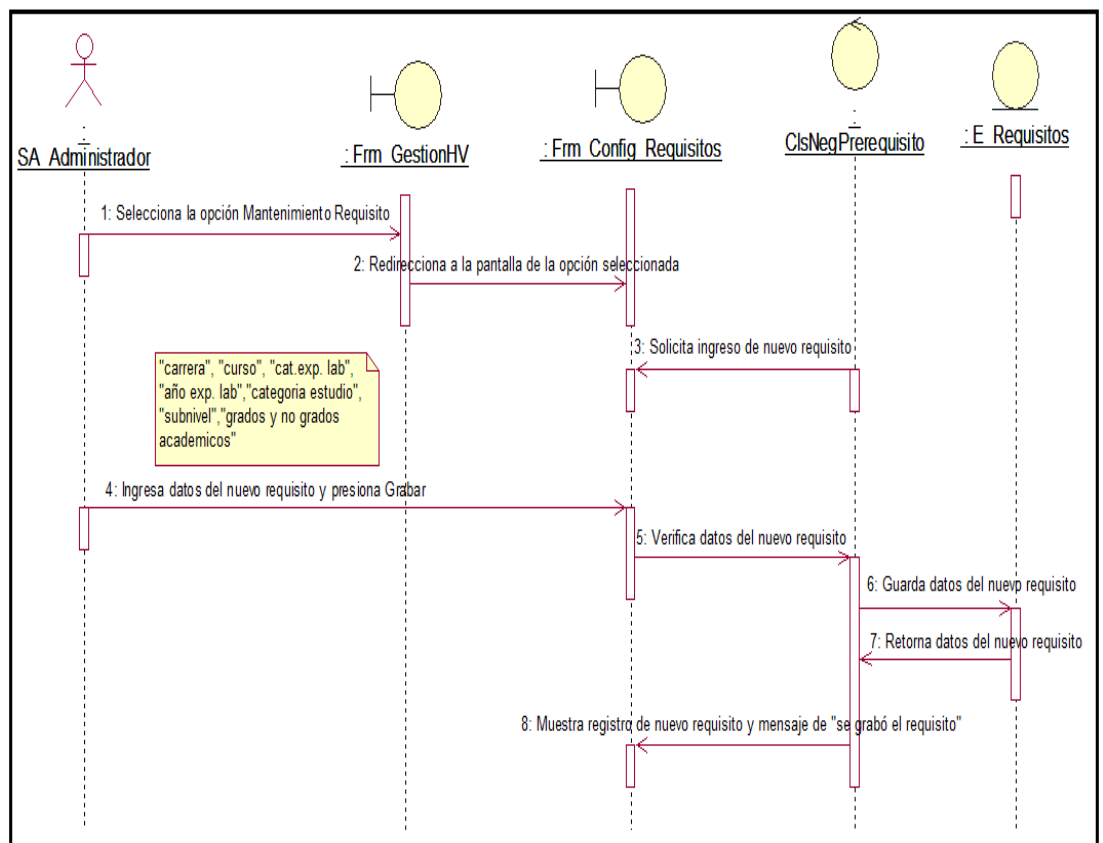 :
SA_Administrador
: Frm_GestionHV
: Frm_Config_Requisitos
:
ClsNegPrerequisito
: E_Requisitos
1: Selecciona la opción Mantenimiento Requisito
2: Redirecciona a la pantalla de la opción seleccionada
3: Solicita ingreso de nuevo requisito
"carrera", "curso", "cat.exp. lab",
"año exp. lab","categoria estudio",
"subnivel","grados y no grados
academicos"
4: Ingresa datos del nuevo requisito y presiona Grabar
5: Verifica datos del nuevo requisito
6: Guarda datos del nuevo requisito
7: Retorna datos del nuevo requisito
8: Muestra registro de nuevo requisito y mensaje de "se grabó el requisito"